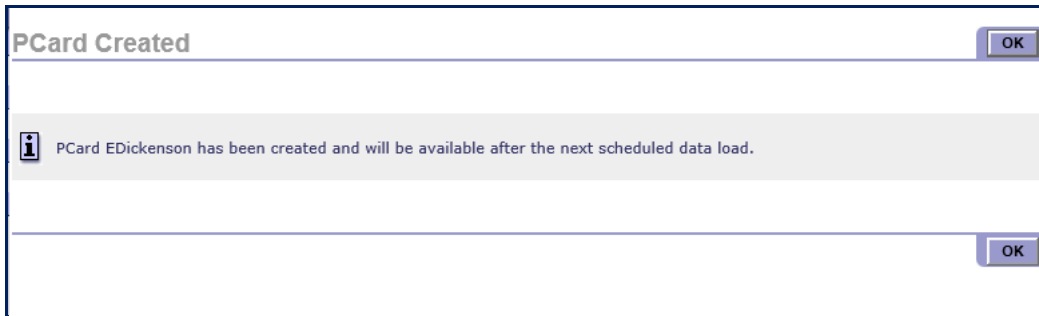 PCard Created
OK
i PCard EDickenson has been created and will be available after the next scheduled data load.
OK